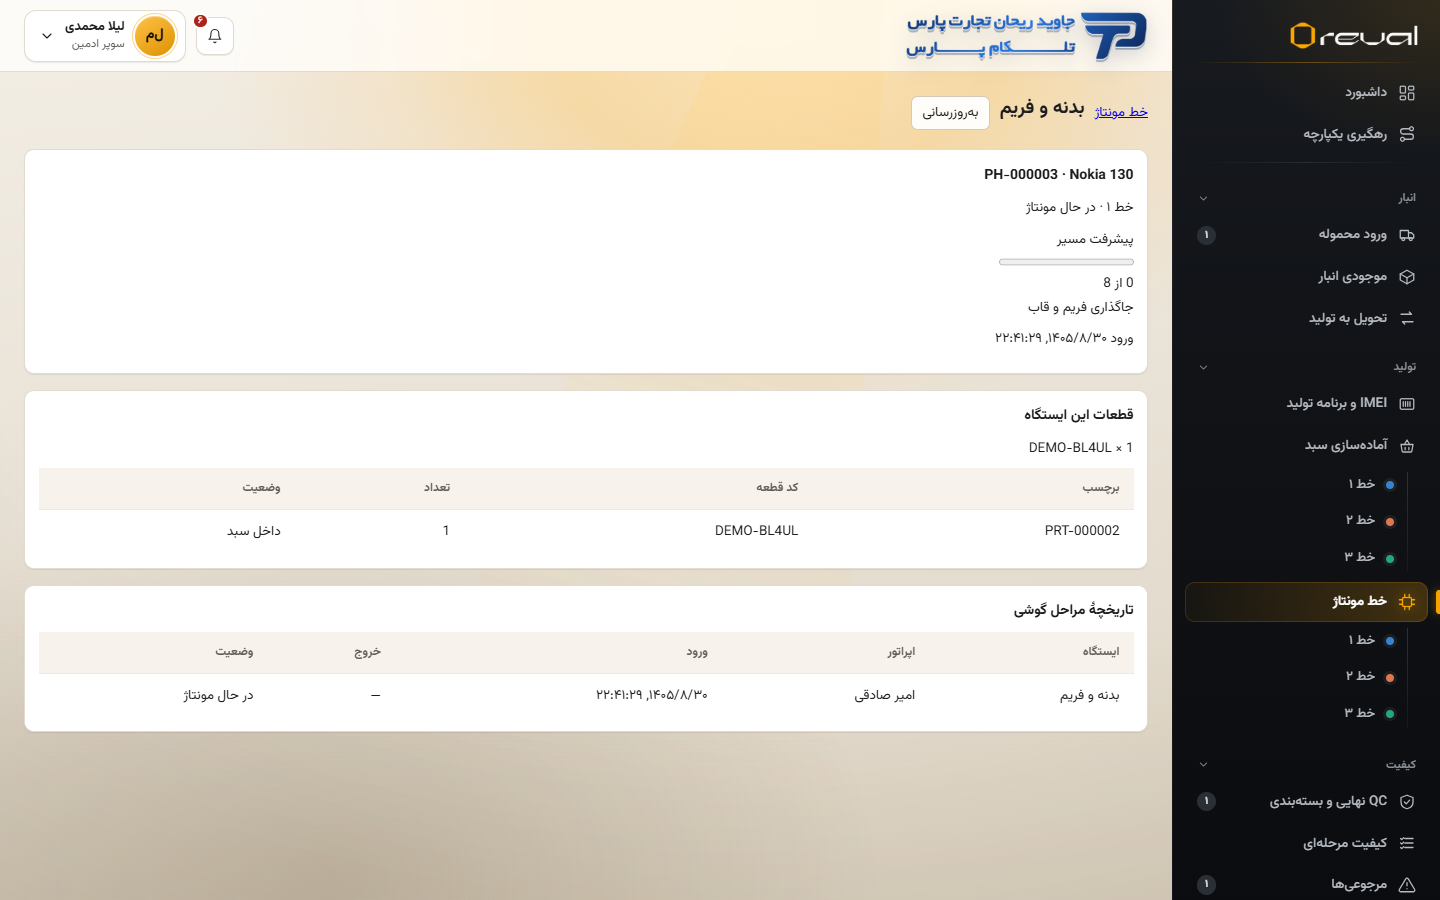 reval
داشبورد
رهگیری یکپارچه
انبار
ورود محموله ۱
موجودی انبار
تحویل به تولید
تولید
IMEI و برنامه تولید
آماده‌سازی سبد
خط ۱
خط ۲
خط ۳
خط مونتاژ
خط ۱
خط ۲
خط ۳
کیفیت
QC نهایی و بسته‌بندی ۱
کیفیت مرحله‌ای
مرجوعی‌ها ۱
جاوید ریحان تجارت پارس
تلکام پارس
۶
ل‌م
لیلا محمدی
سوپر ادمین
خط مونتاژ
بدنه و فریم
به‌روزرسانی
PH-000003 · Nokia 130
خط ۱ · در حال مونتاژ
پیشرفت مسیر
0 از 8
جاگذاری فریم و قاب
ورود ۱۴۰۵/۸/۳۰, ۲۲:۴۱:۲۹
قطعات این ایستگاه
DEMO-BL4UL × 1
برچسب کد قطعه تعداد وضعیت
PRT-000002 DEMO-BL4UL 1 داخل سبد
تاریخچهٔ مراحل گوشی
ایستگاه اپراتور ورود خروج وضعیت
بدنه و فریم امیر صادقی ۱۴۰۵/۸/۳۰, ۲۲:۴۱:۲۹ — در حال مونتاژ